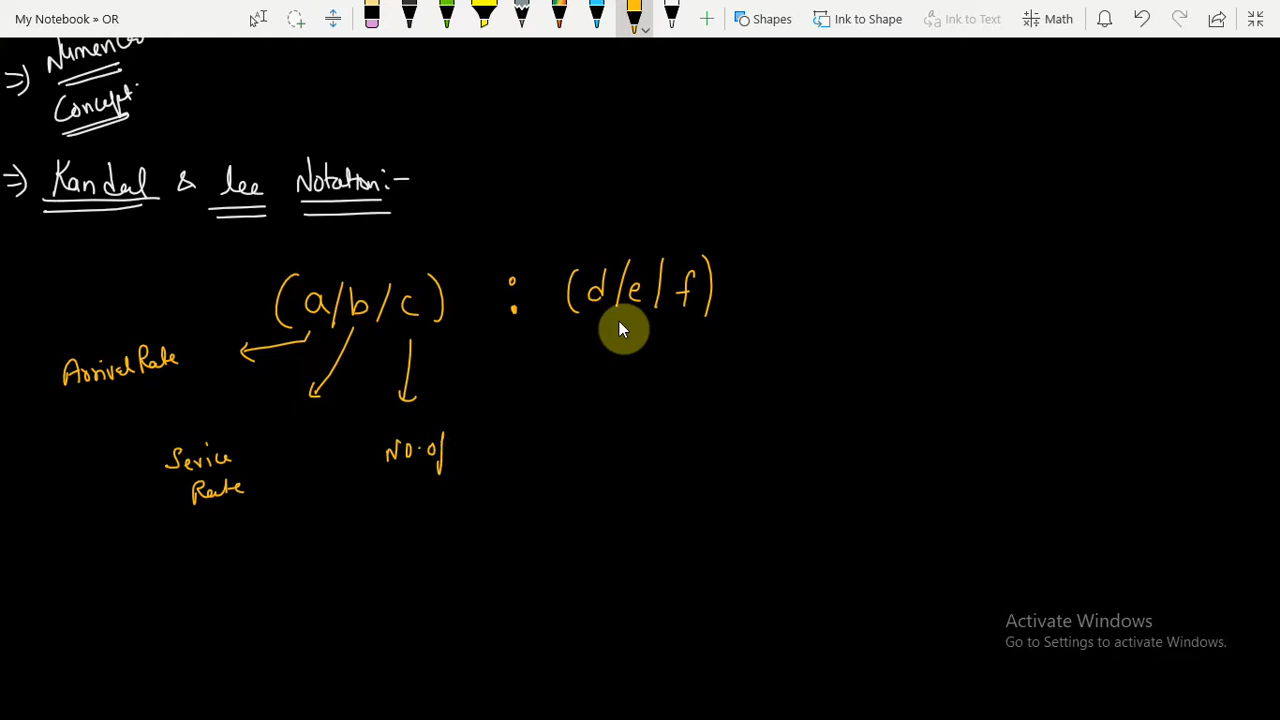 My Notebook » OR
Shapes
Ink to Shape
Ink to Text
Math
=>) Numerical
Concept
=>) Kandal & lee Notation:-
(a/b/c) : (d/e/f)
Arrival Rate
Service
Rate
No. of
Activate Windows
Go to Settings to activate Windows.